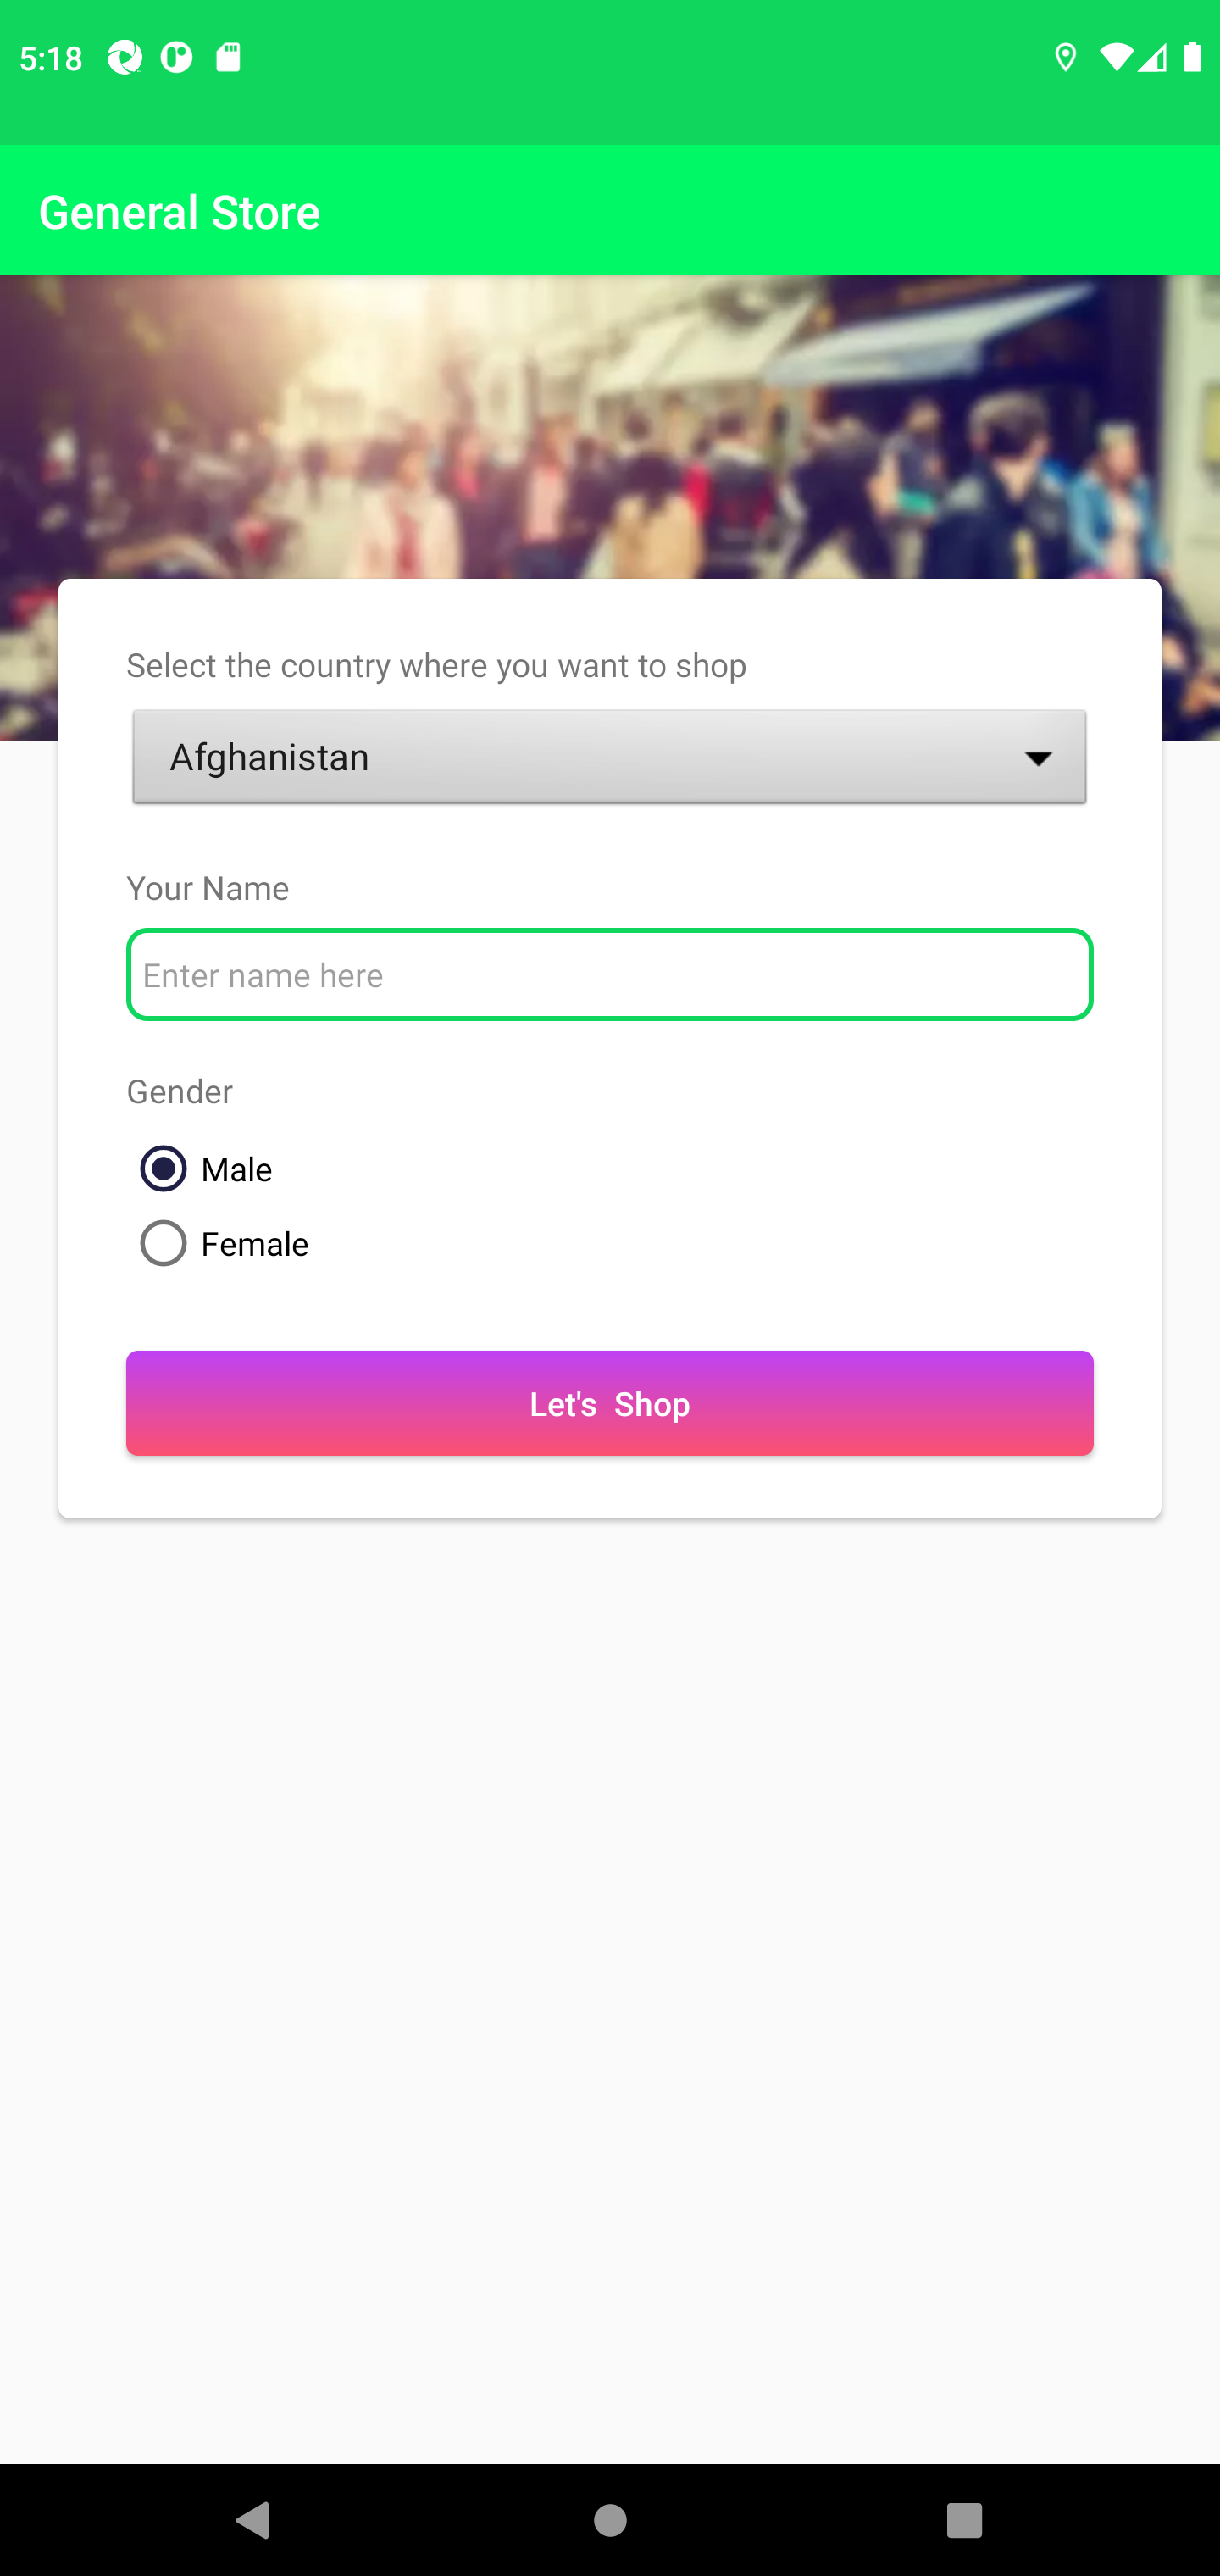 5:18
General Store
Select the country where you want to shop
Afghanistan
Your Name
Enter name here
Gender
Male
Female
Let's  Shop